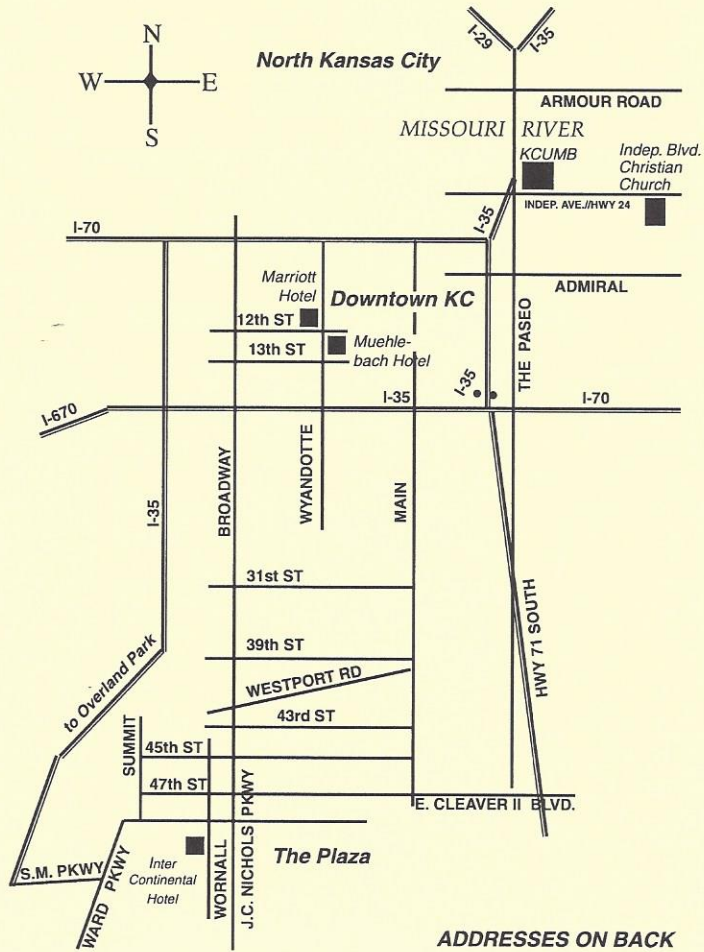 I-29
I-35
N
W
E
S
North Kansas City
ARMOUR ROAD
MISSOURI RIVER
KCUMB
Indep. Blvd.
Christian
Church
INDEP. AVE.//HWY 24
I-35
I-70
ADMIRAL
Marriott
Hotel
Downtown KC
12th ST
13th ST
Muehle-
bach Hotel
THE PASEO
I-35
I-35
I-70
I-670
I-35
BROADWAY
WYANDOTTE
MAIN
31st ST
39th ST
WESTPORT RD
43rd ST
HWY 71 SOUTH
to Overland Park
SUMMIT
45th ST
47th ST
E. CLEAVER II BLVD.
S.M. PKWY
WARD PKWY
Inter
Continental
Hotel
WORNALL
J.C. NICHOLS PKWY
The Plaza
ADDRESSES ON BACK